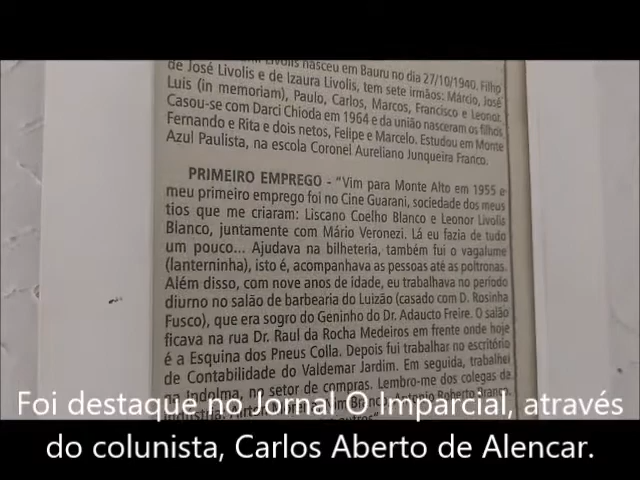 Livolis nasceu em Bauru no dia 27/10/1940. Filho
de José Livolis e de Izaura Livolis, tem sete irmãos: Márcio, José
Luis (in memoriam), Paulo, Carlos, Marcos, Francisco e Leonor.
Casou-se com Darci Chioda em 1964 e da união nasceram os filhos
Fernando e Rita e dois netos, Felipe e Marcelo. Estudou em Monte
Azul Paulista, na escola Coronel Aureliano Junqueira Franco.
PRIMEIRO EMPREGO - “Vim para Monte Alto em 1955 e
meu primeiro emprego foi no Cine Guarani, sociedade dos meus
tios que me criaram: Liscano Coelho Blanco e Leonor Livolis
Blanco, juntamente com Mário Veronezi. Lá eu fazia de tudo
um pouco... Ajudava na bilheteria, também fui o vagalume
(lanterninha), isto é, acompanhava as pessoas até as poltronas.
Além disso, com nove anos de idade, eu trabalhava no período
diurno no salão de barbearia do Luizão (casado com D. Rosinha
Fusco), que era sogro do Geninho do Dr. Adaucto Freire. O salão
ficava na rua Dr. Raul da Rocha Medeiros em frente onde hoje
é a Esquina dos Pneus Colla. Depois fui trabalhar no escritório
de Contabilidade do Valdemar Jardim. Em seguida, trabalhei
na Indolma, no setor de compras. Lembro-me dos colegas da
Foi destaque no Jornal O Imparcial, através
do colunista, Carlos Aberto de Alencar.